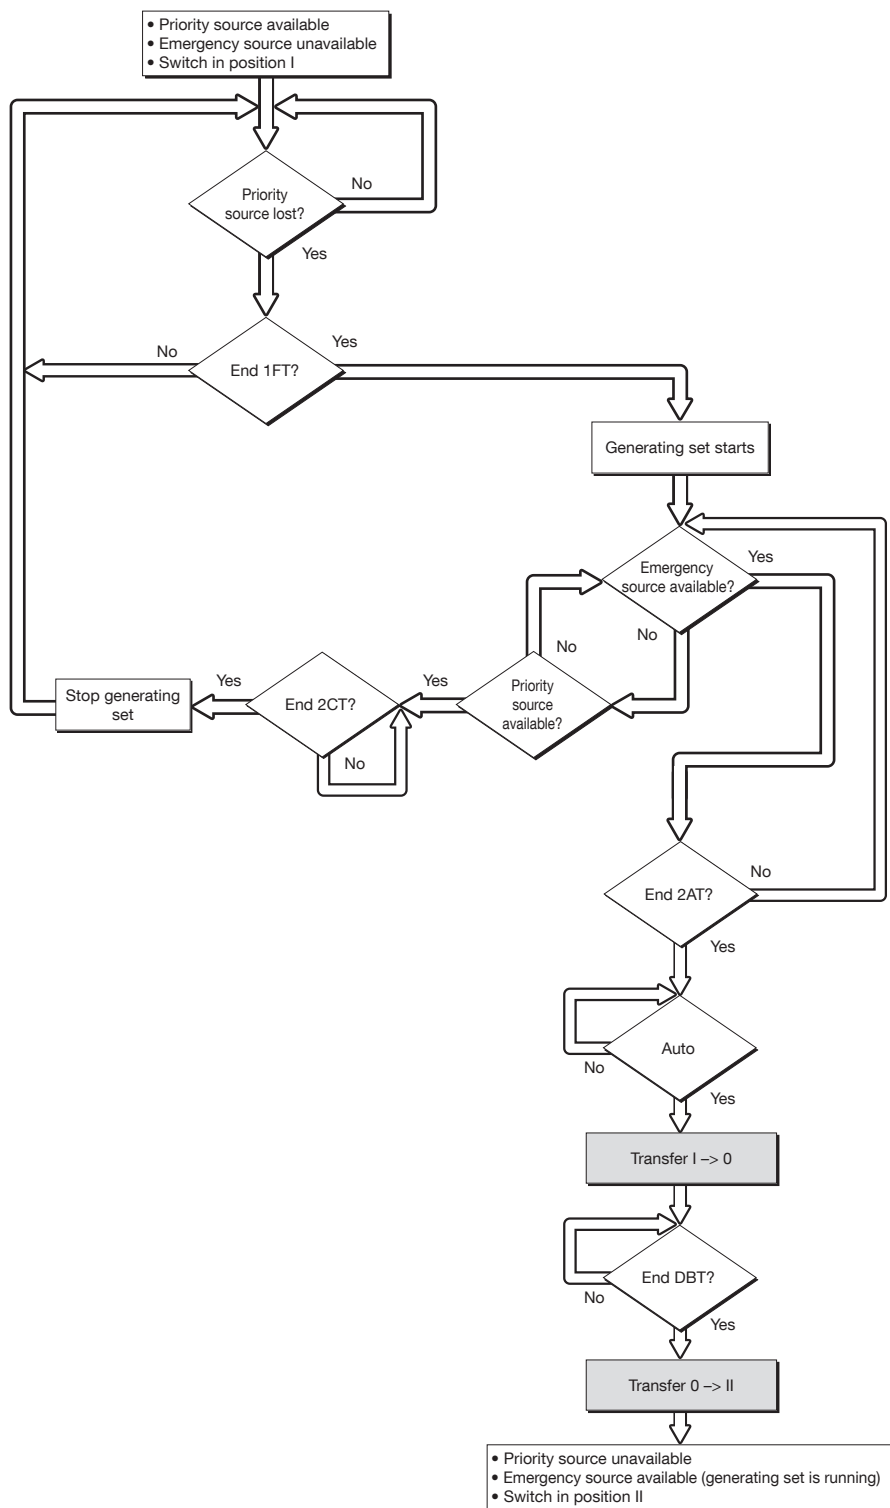 • Priority source available
• Emergency source unavailable
• Switch in position I
No
Priority
source lost?
Yes
No
Yes
End 1FT?
Generating set starts
Emergency
source available?
Yes
No
No
Yes
Yes
Stop generating
set
End 2CT?
Priority
source
available?
No
No
End 2AT?
Yes
Auto
No
Yes
Transfer I –> 0
End DBT?
No
Yes
Transfer 0 –> II
• Priority source unavailable
• Emergency source available (generating set is running)
• Switch in position II